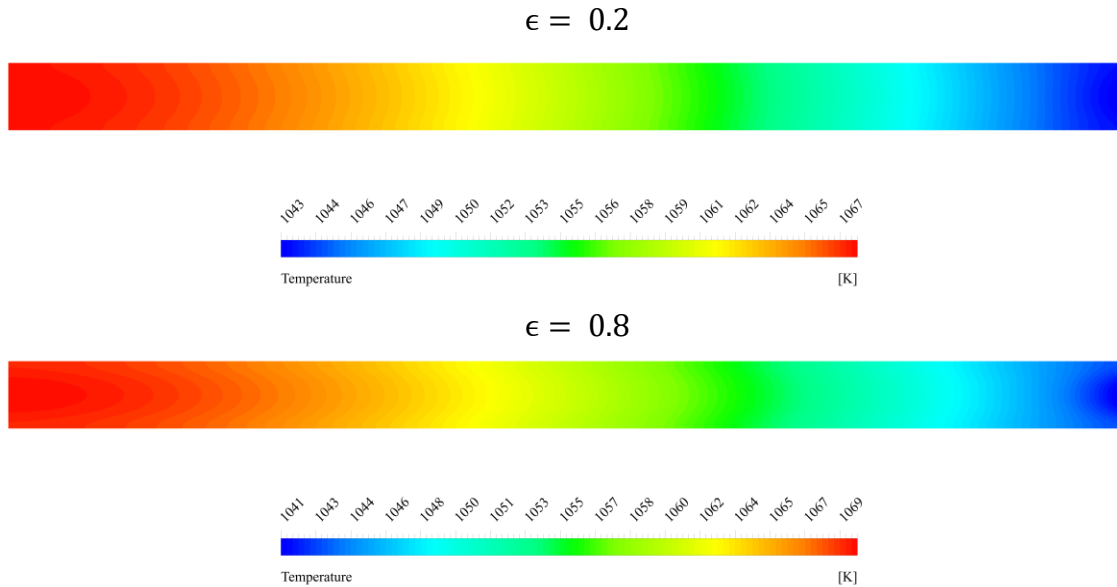 ϵ = 0.2
1043 1044 1046 1047 1049 1050 1052 1053 1055 1056 1058 1059 1061 1062 1064 1065 1067
Temperature [K]
ϵ = 0.8
1041 1043 1044 1046 1048 1050 1051 1053 1055 1057 1058 1060 1062 1064 1065 1067 1069
Temperature [K]